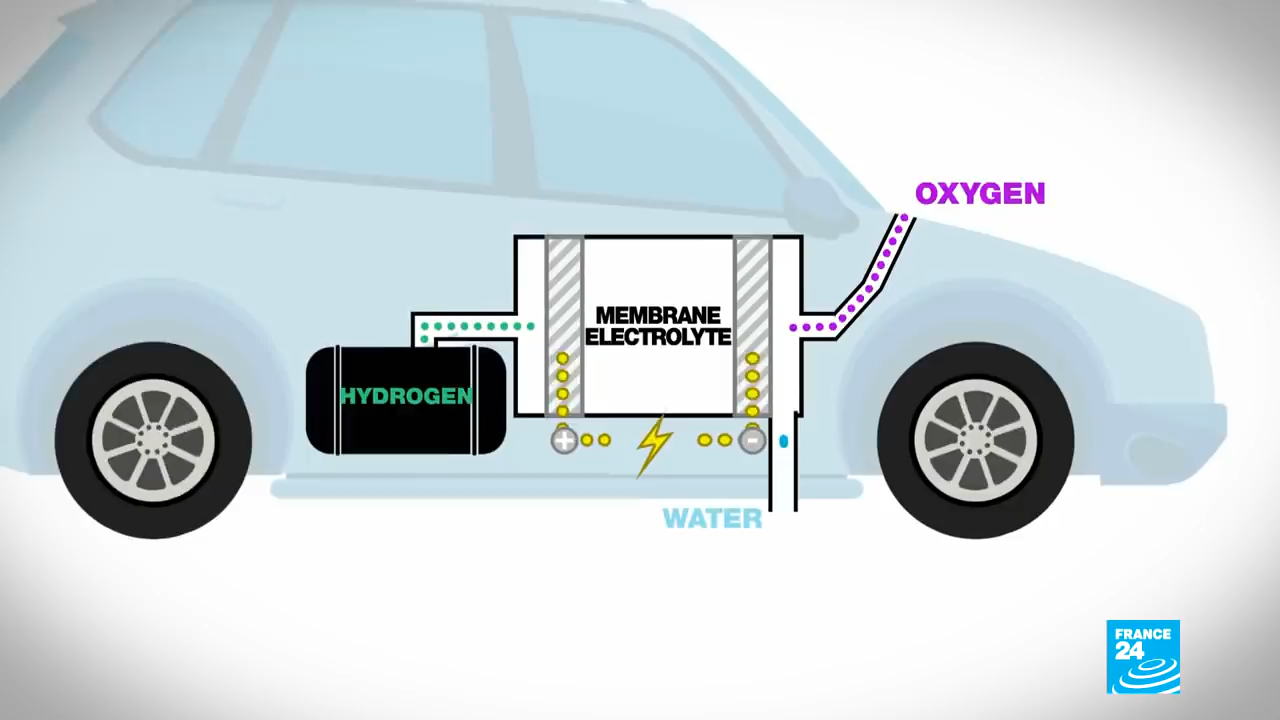 OXYGEN
MEMBRANE
ELECTROLYTE
HYDROGEN
+
-
WATER
FRANCE
24